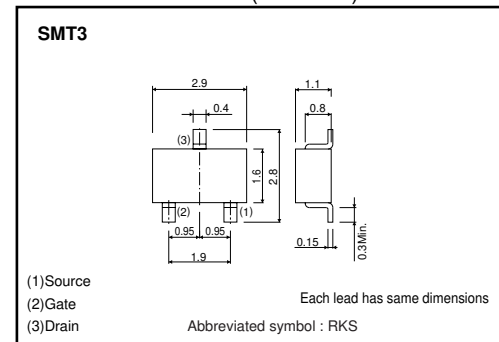 SMT3
2.9
1.1
0.4
0.8
(3)
1.6
2.8
(2)
(1)
0.95
0.95
0.15
0.3Min.
1.9
(1)Source
(2)Gate
Each lead has same dimensions
(3)Drain
Abbreviated symbol : RKS